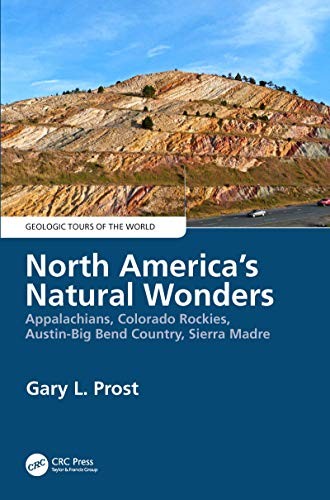 GEOLOGIC TOURS OF THE WORLD
North America's
Natural Wonders
Appalachians, Colorado Rockies,
Austin-Big Bend Country, Sierra Madre
Gary L. Prost
CRC
CRC Press
Taylor & Francis Group